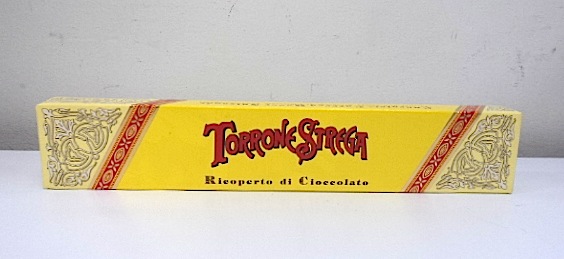 TORRONE STREGA
Ricoperto di Cioccolato